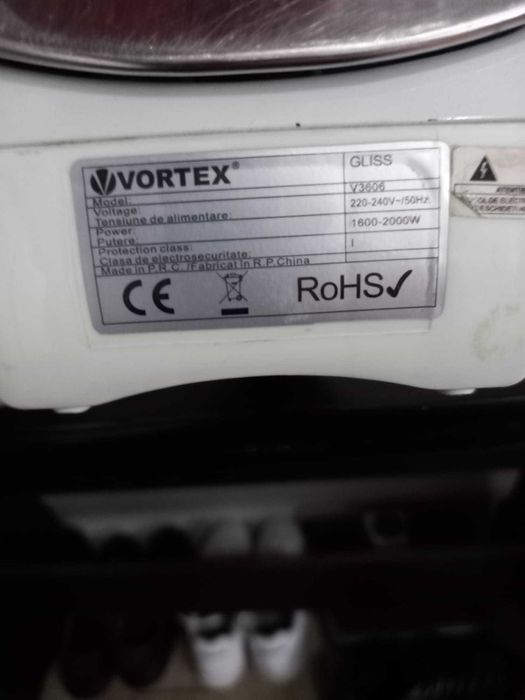 VORTEX®
GLISS
Model:
V3606
Voltage:
Tensiune de alimentare:
220-240V~/50Hz
Power:
Putere:
1600-2000W
Protection class:
Clasa de electrosecuritate:
I
Made in P.R.C. /Fabricat în R.P.China
CE
RoHS✓